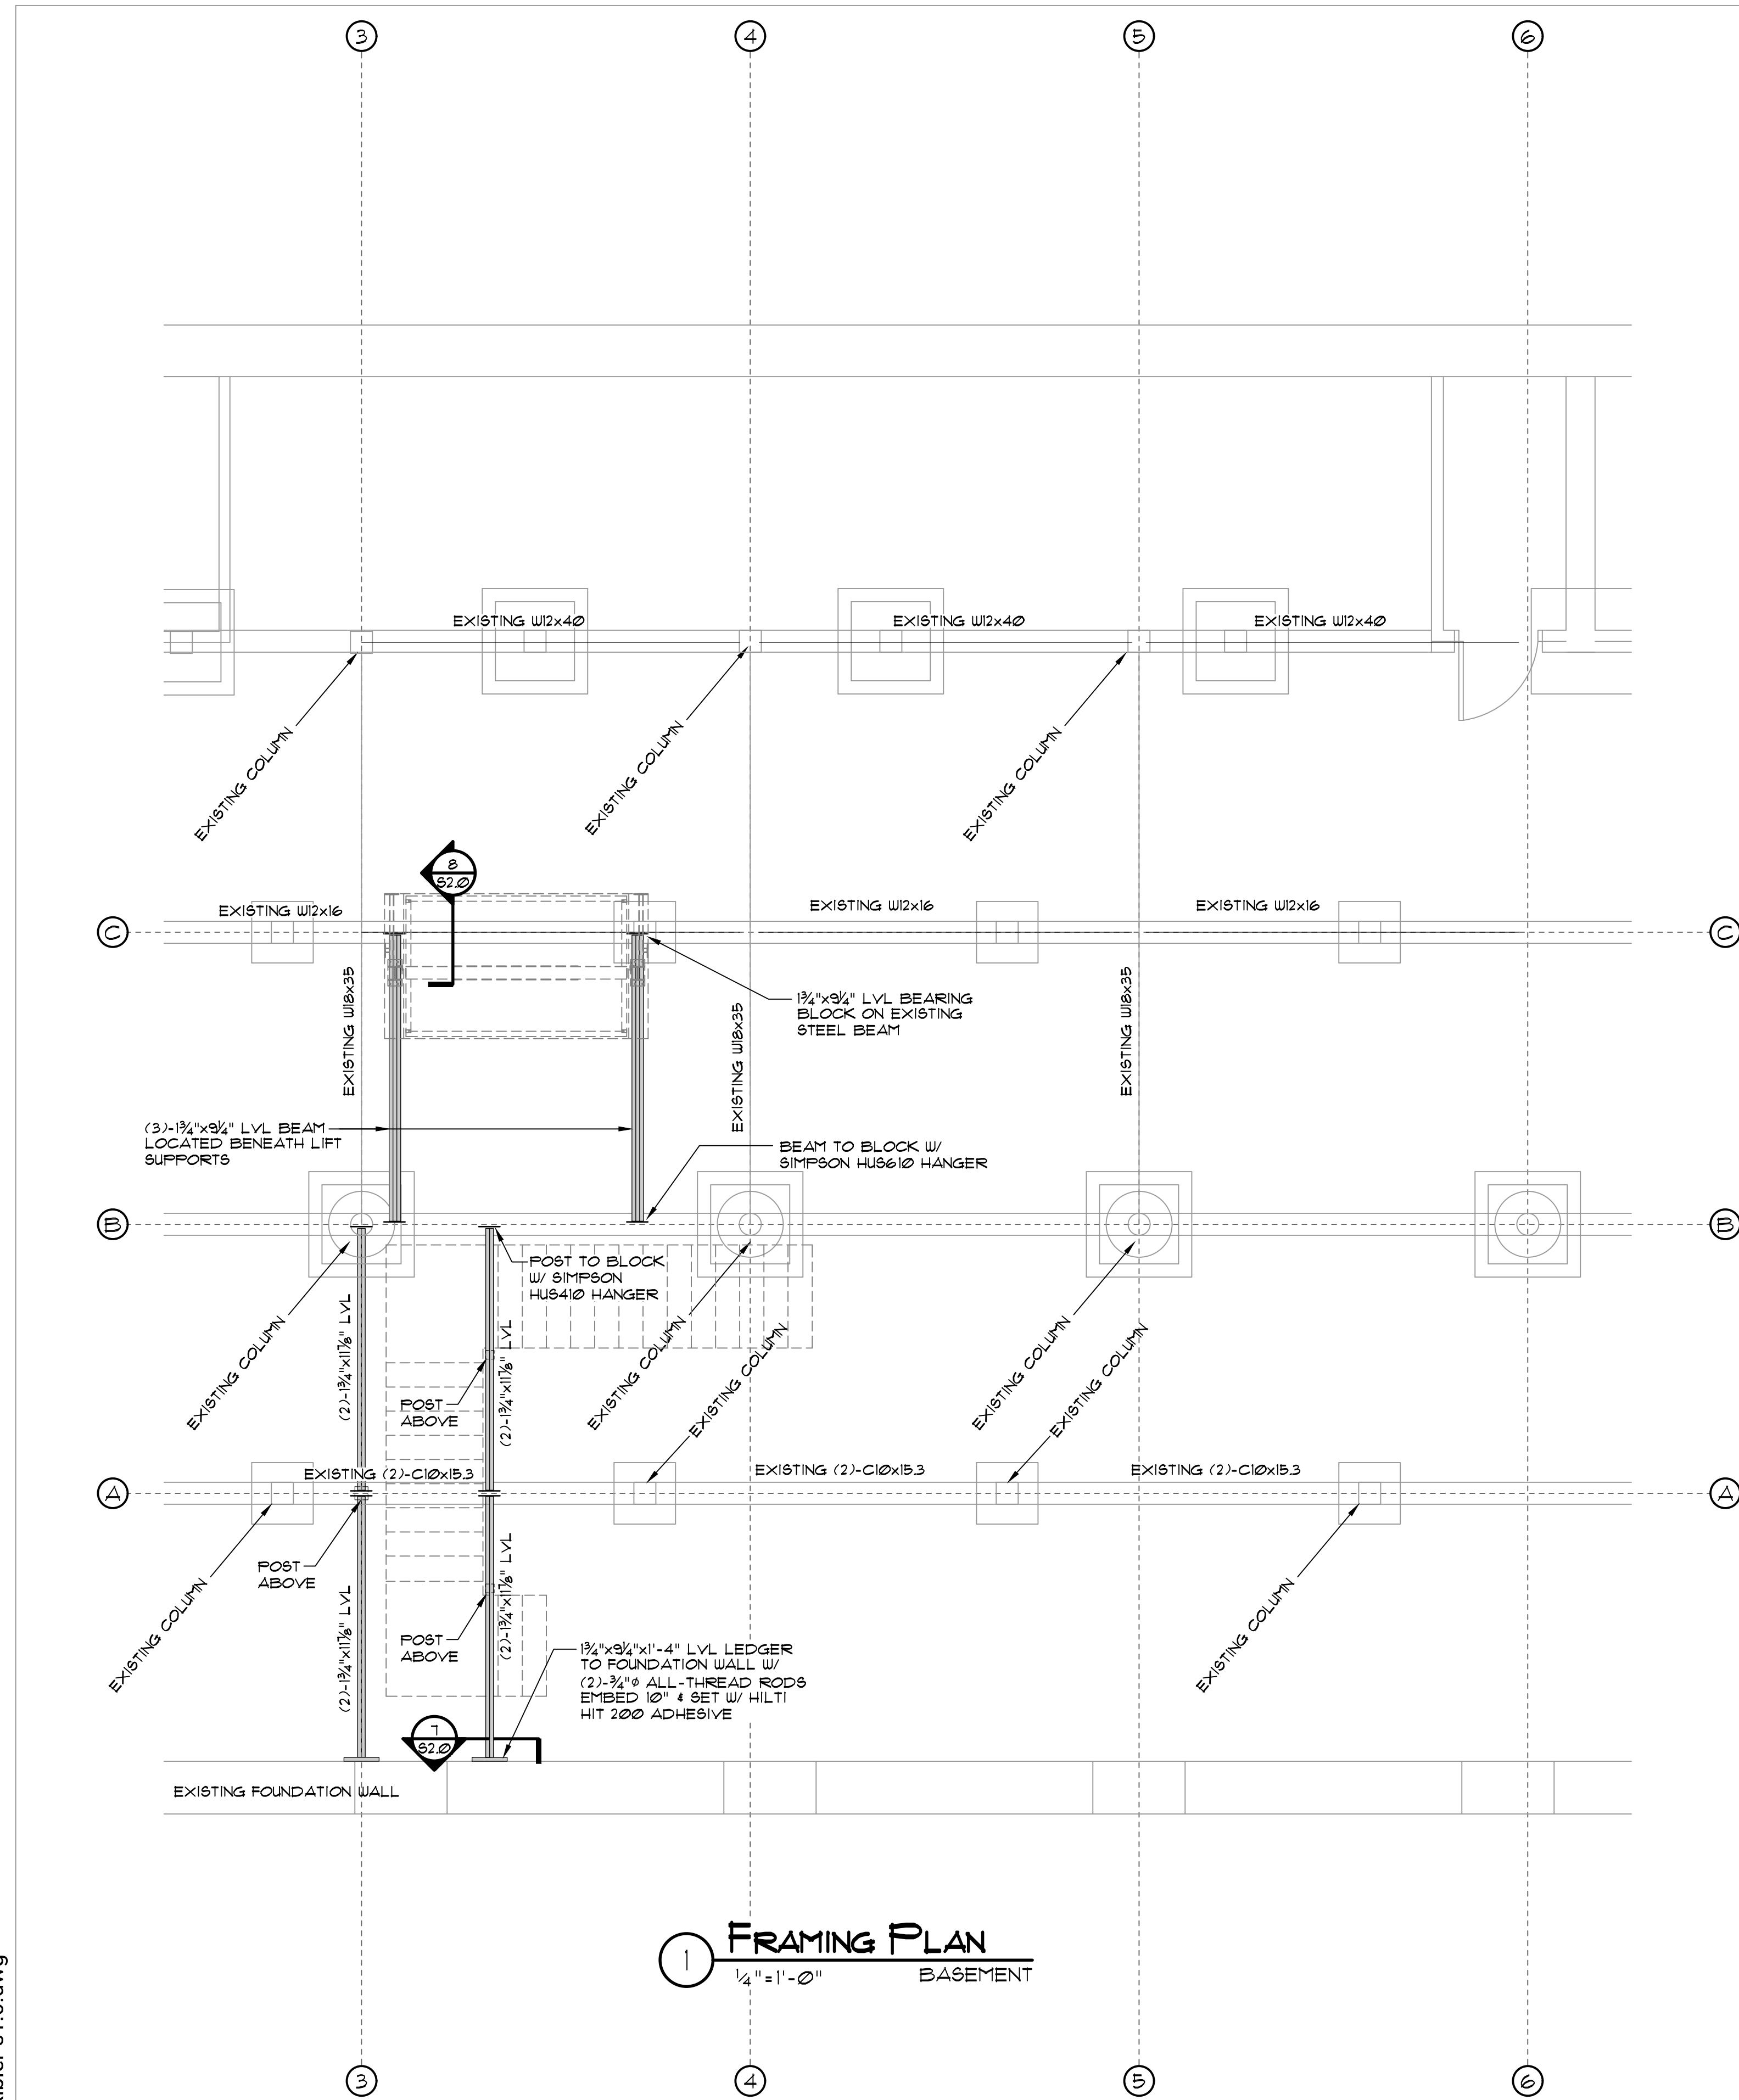 3
4
5
6
EXISTING W12x40
EXISTING W12x40
EXISTING W12x40
EXISTING COLUMN
EXISTING COLUMN
EXISTING COLUMN
8
S2.0
EXISTING W12x16
EXISTING W12x16
EXISTING W12x16
C
C
EXISTING W18x35
EXISTING W18x35
EXISTING W18x35
1¾"x9¼" LVL BEARING
BLOCK ON EXISTING
STEEL BEAM
(3)-1¾"x9¼" LVL BEAM
LOCATED BENEATH LIFT
SUPPORTS
BEAM TO BLOCK W/
SIMPSON HUS610 HANGER
B
B
POST TO BLOCK
W/ SIMPSON
HUS410 HANGER
EXISTING COLUMN
(2)-1¾"x11⅞" LVL
(2)-1¾"x11⅞" LVL
EXISTING COLUMN
EXISTING COLUMN
EXISTING COLUMN
EXISTING COLUMN
POST
ABOVE
EXISTING (2)-C10x15.3
EXISTING (2)-C10x15.3
EXISTING (2)-C10x15.3
A
A
POST
ABOVE
EXISTING COLUMN
(2)-1¾"x11⅞" LVL
(2)-1¾"x11⅞" LVL
EXISTING COLUMN
POST
ABOVE
1¾"x9¼"x1'-4" LVL LEDGER
TO FOUNDATION WALL W/
(2)-¾"ø ALL-THREAD RODS
EMBED 10" & SET W/ HILTI
HIT 200 ADHESIVE
7
S2.0
EXISTING FOUNDATION WALL
1
FRAMING PLAN
¼"=1'-0" BASEMENT
3
4
5
6